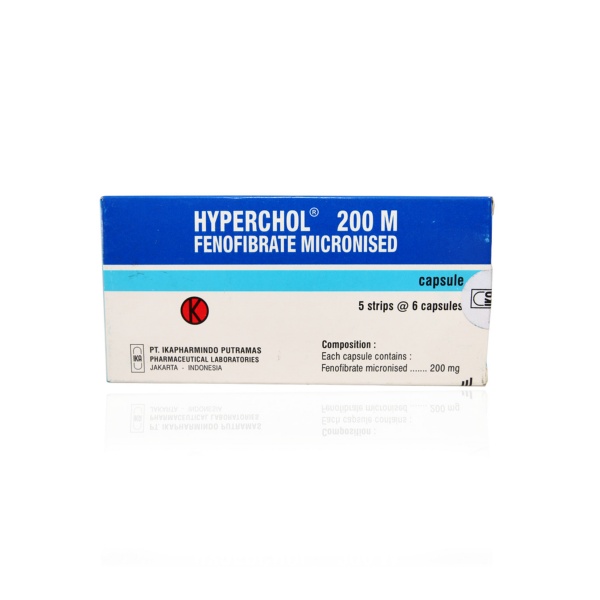 HYPERCHOL® 200 M
FENOFIBRATE MICRONISED
capsule
5 strips @ 6 capsules
K
IKA
PT. IKAPHARMINDO PUTRAMAS
PHARMACEUTICAL LABORATORIES
JAKARTA - INDONESIA
Composition :
Each capsule contains :
Fenofibrate micronised ....... 200 mg